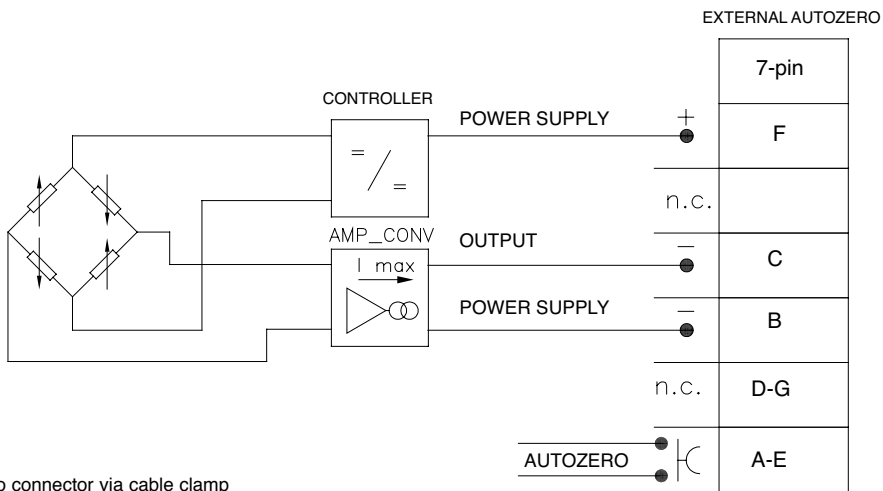 EXTERNAL AUTOZERO
7-pin
CONTROLLER
POWER SUPPLY
+
F
=
=
n.c.
AMP_CONV
OUTPUT
–
C
I max
POWER SUPPLY
–
B
n.c.
D-G
AUTOZERO
A-E
o connector via cable clamp